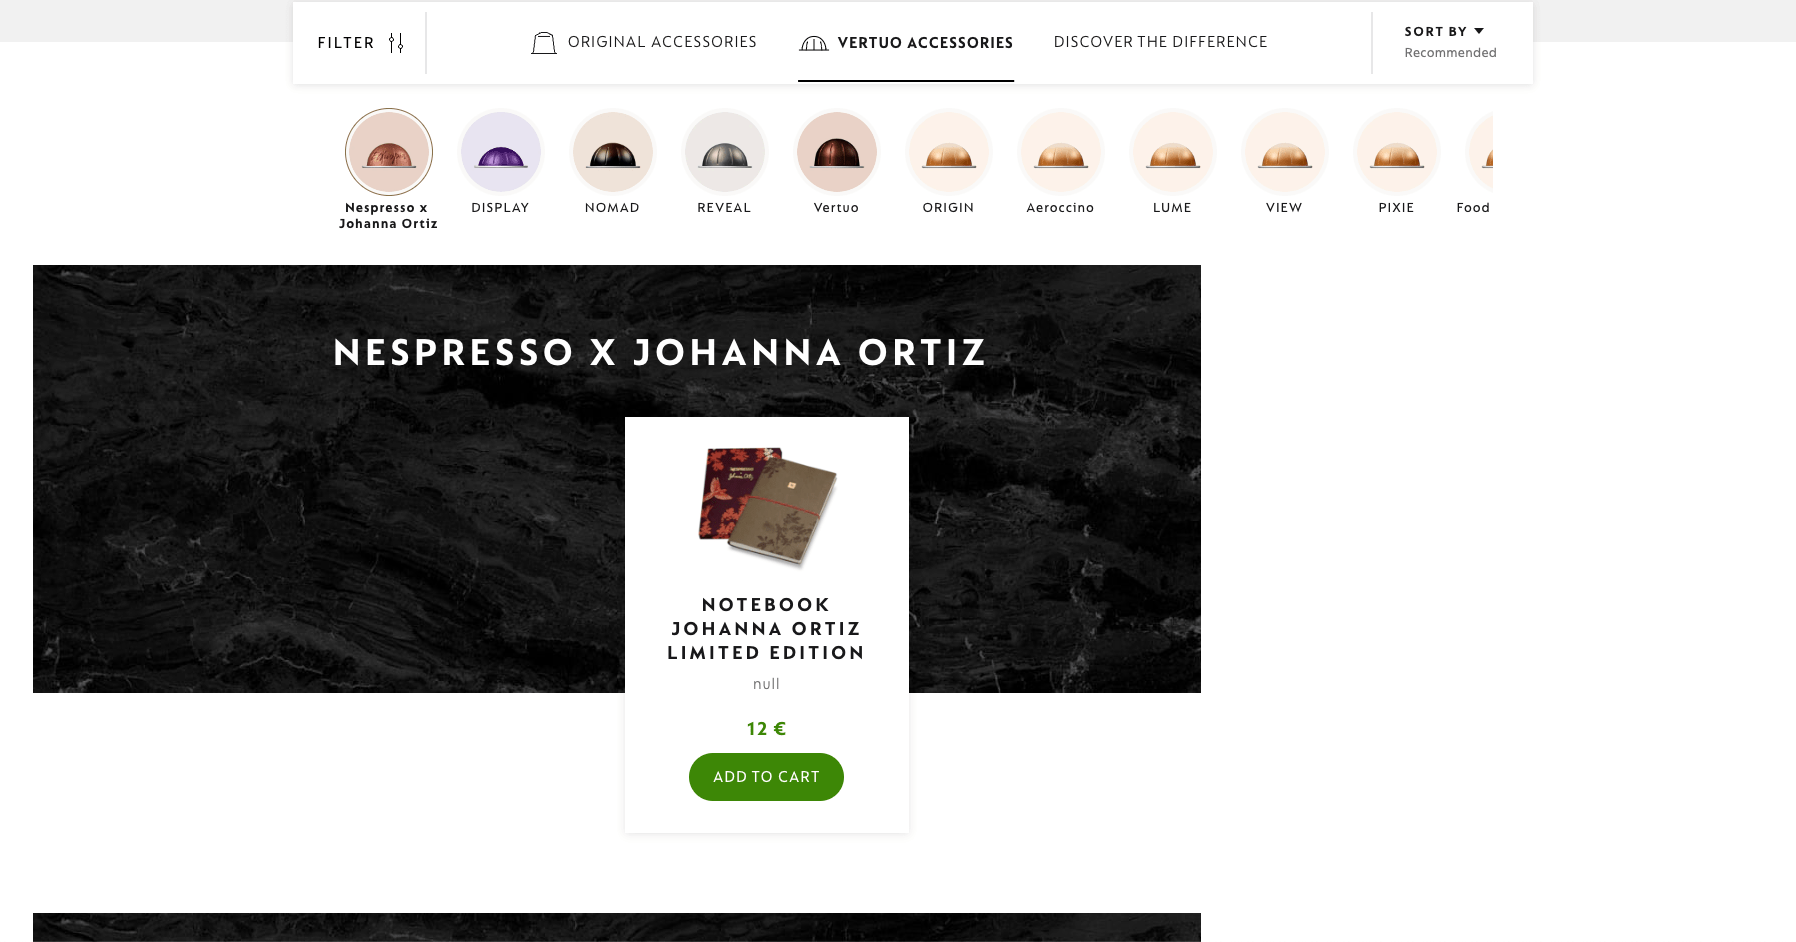 FILTER
ORIGINAL ACCESSORIES
VERTUO ACCESSORIES
DISCOVER THE DIFFERENCE
SORT BY
Recommended
Nespresso x
Johanna Ortiz
DISPLAY
NOMAD
REVEAL
Vertuo
ORIGIN
Aeroccino
LUME
VIEW
PIXIE
Food
NESPRESSO X JOHANNA ORTIZ
NOTEBOOK
JOHANNA ORTIZ
LIMITED EDITION
null
12 €
ADD TO CART